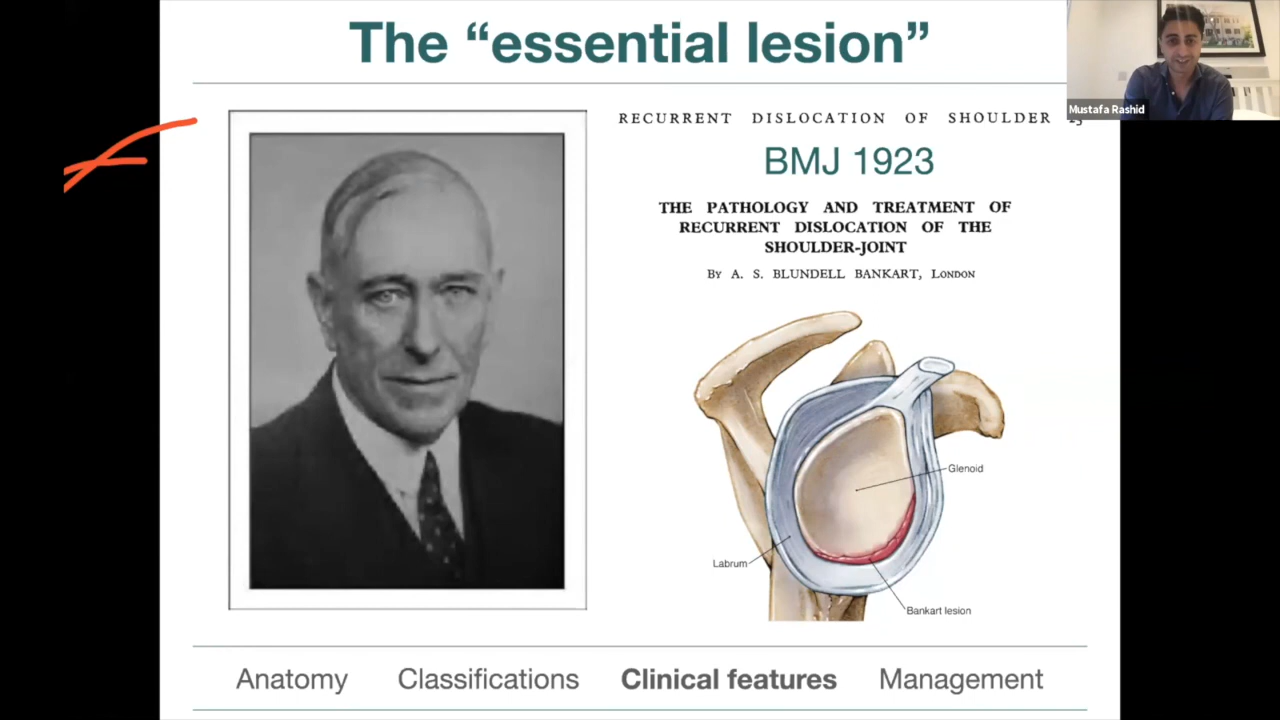 The “essential lesion”
Mustafa Rashid
RECURRENT DISLOCATION OF SHOULDER
BMJ 1923
THE PATHOLOGY AND TREATMENT OF
RECURRENT DISLOCATION OF THE
SHOULDER-JOINT
By A. S. BLUNDELL BANKART, London
Glenoid
Labrum
Bankart lesion
Anatomy Classifications Clinical features Management